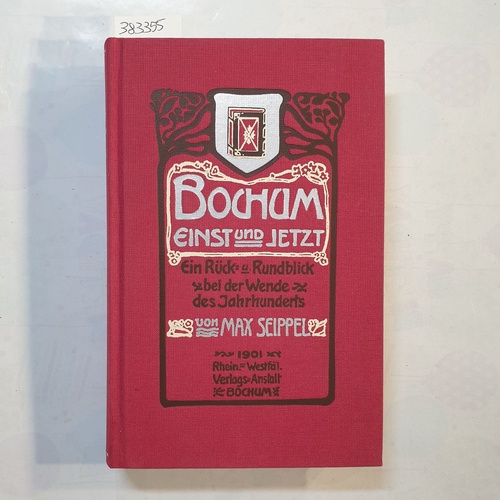 383355
BOCHUM
EINST UND JETZT
Ein Rück- u. Rundblick
bei der Wende
des Jahrhunderts
VON MAX SEIPPEL
1901
Rhein.-Westfäl.
Verlags-Anstalt
BOCHUM